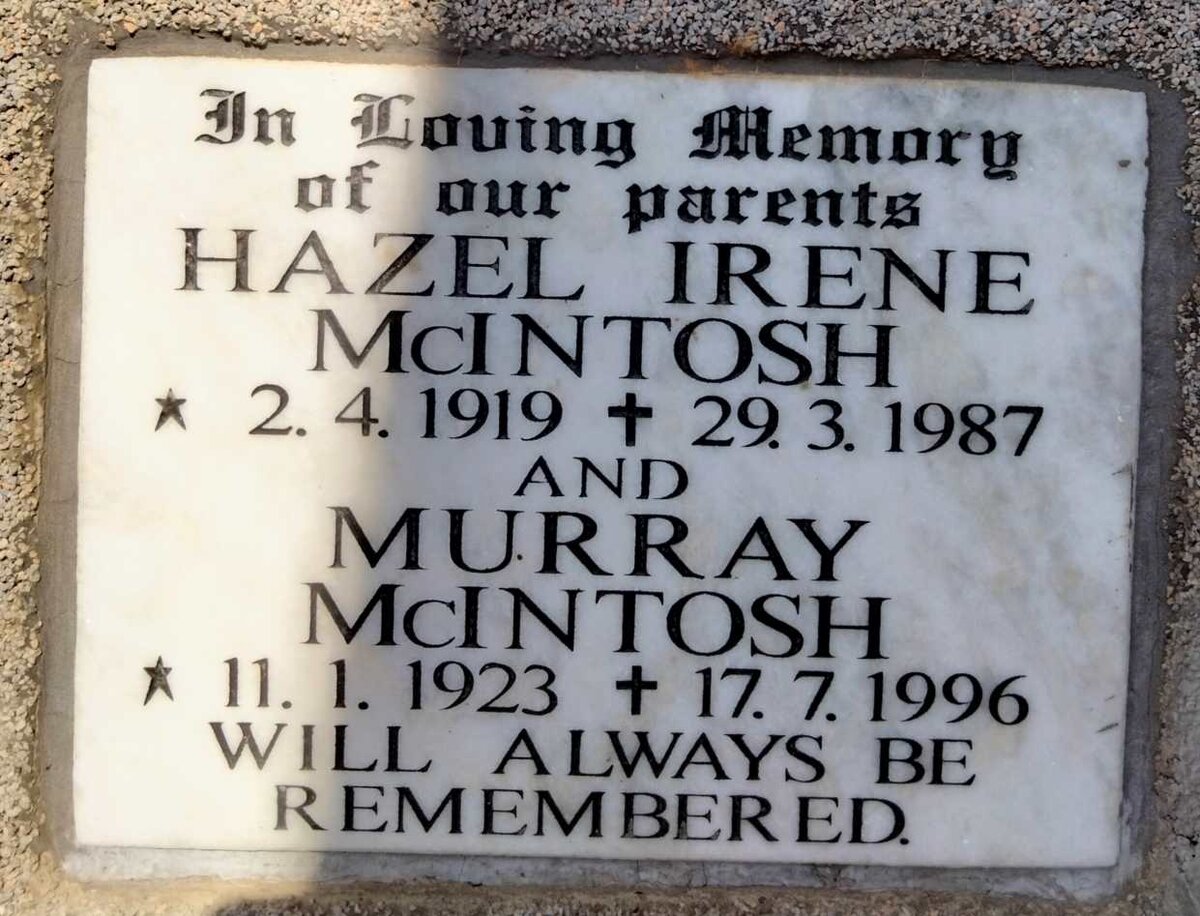 In Loving Memory
of our parents
HAZEL IRENE
McINTOSH
★ 2. 4. 1919 ✝ 29. 3. 1987
AND
MURRAY
McINTOSH
★ 11. 1. 1923 ✝ 17. 7. 1996
WILL ALWAYS BE
REMEMBERED.